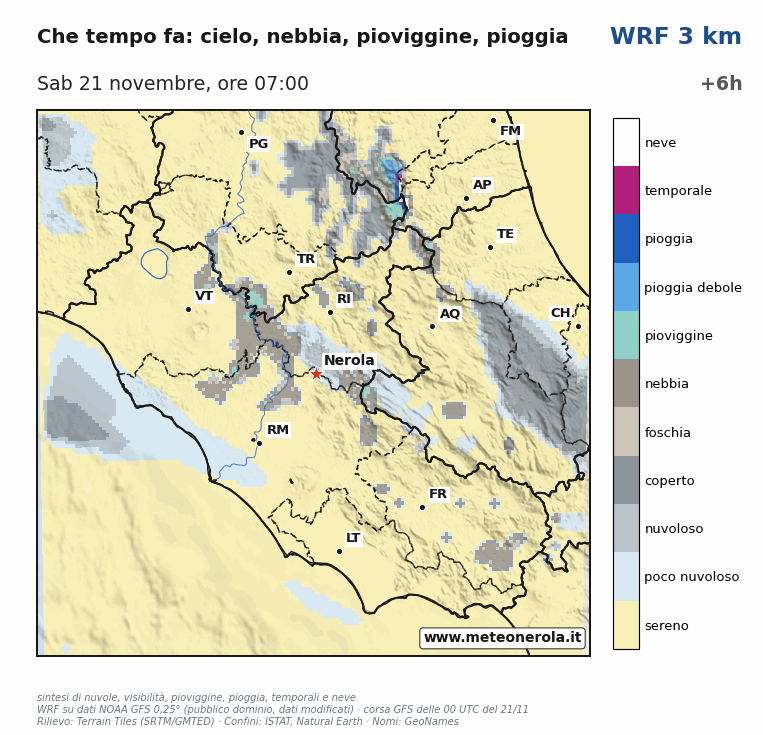 Che tempo fa: cielo, nebbia, pioviggine, pioggia
WRF 3 km
Sab 21 novembre, ore 07:00
+6h
FM
PG
AP
TE
TR
VT
RI
AQ
CH
Nerola
RM
FR
LT
www.meteonerola.it
neve
temporale
pioggia
pioggia debole
pioviggine
nebbia
foschia
coperto
nuvoloso
poco nuvoloso
sereno
sintesi di nuvole, visibilità, pioviggine, pioggia, temporali e neve
WRF su dati NOAA GFS 0,25° (pubblico dominio, dati modificati) · corsa GFS delle 00 UTC del 21/11
Rilievo: Terrain Tiles (SRTM/GMTED) · Confini: ISTAT, Natural Earth · Nomi: GeoNames